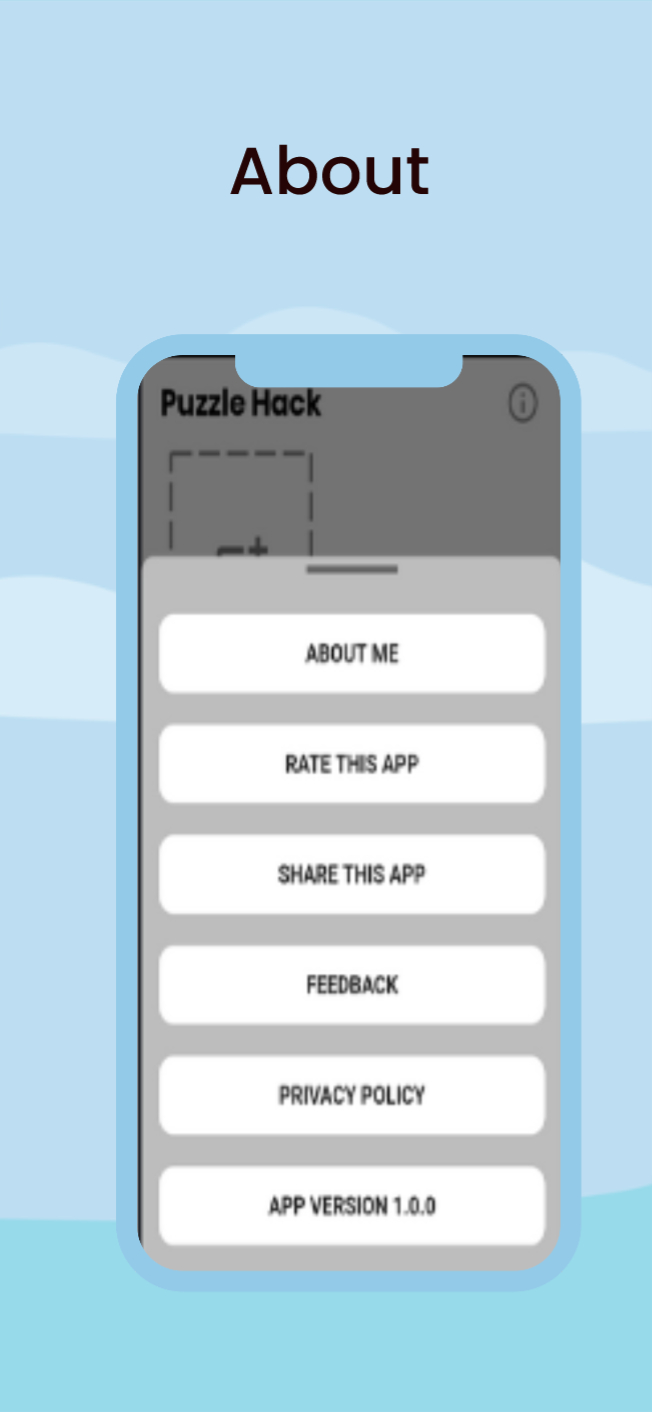 About
Puzzle Hack
ABOUT ME
RATE THIS APP
SHARE THIS APP
FEEDBACK
PRIVACY POLICY
APP VERSION 1.0.0